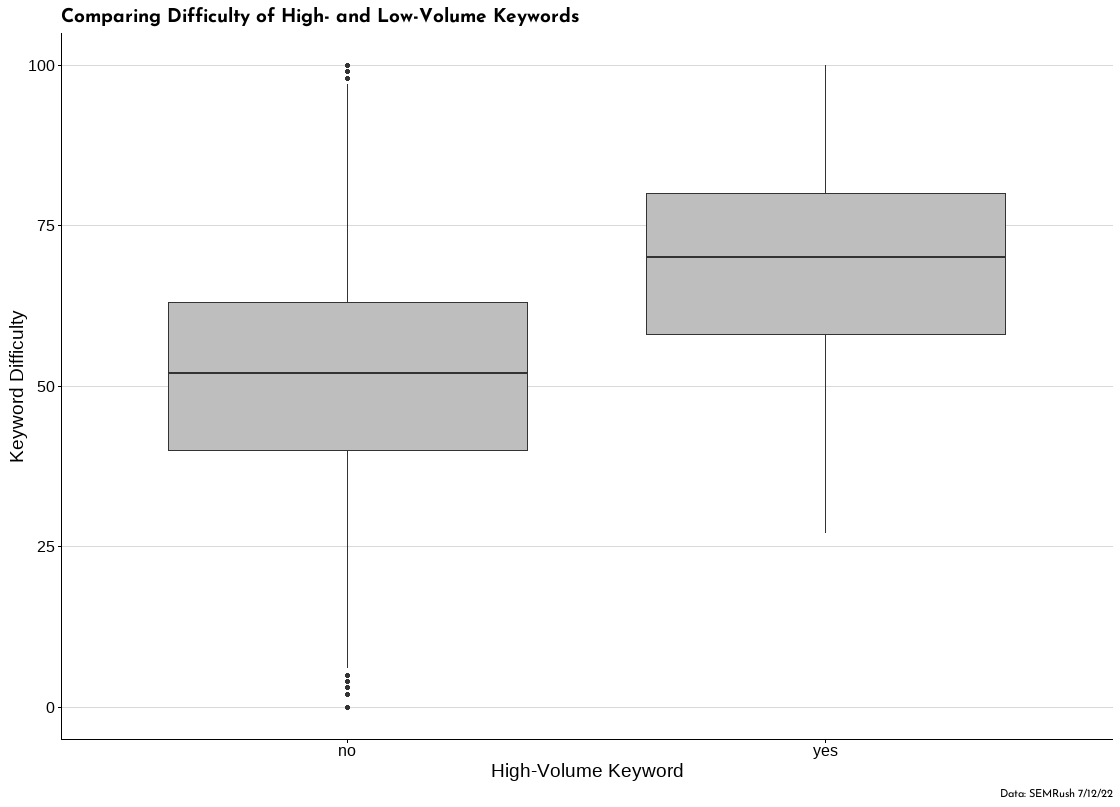 Comparing Difficulty of High- and Low-Volume Keywords
Keyword Difficulty
100
75
50
25
0
no yes
High-Volume Keyword
Data: SEMRush 7/12/22